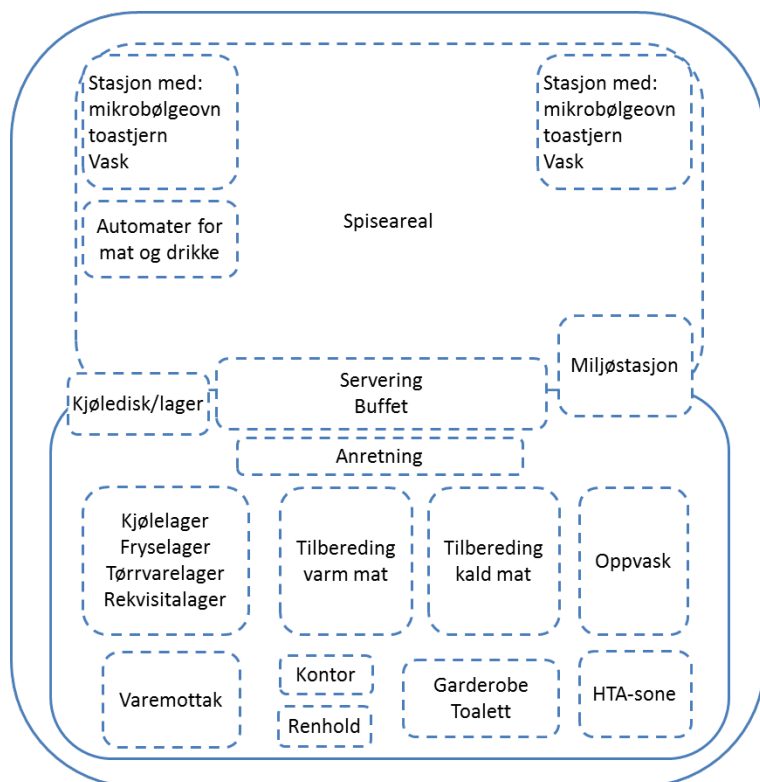 Stasjon med:
mikrobølgeovn
toastjern
Vask
Stasjon med:
mikrobølgeovn
toastjern
Vask
Automater for
mat og drikke
Spiseareal
Miljøstasjon
Kjøledisk/lager
Servering
Buffet
Anretning
Kjølelager
Fryselager
Tørrvarelager
Rekvisitalager
Tilbereding
varm mat
Tilbereding
kald mat
Oppvask
Varemottak
Kontor
Renhold
Garderobe
Toalett
HTA-sone